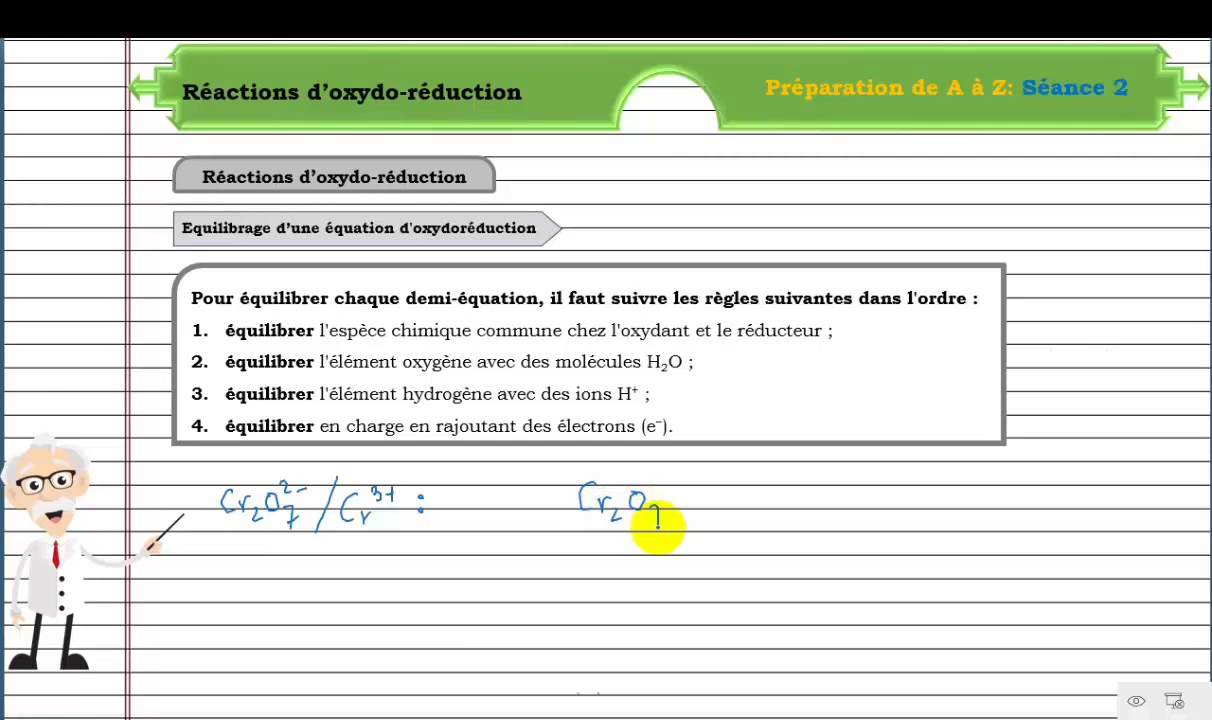 Réactions d'oxydo-réduction
Préparation de A à Z: Séance 2
Réactions d'oxydo-réduction
Equilibrage d'une équation d'oxydoréduction
Pour équilibrer chaque demi-équation, il faut suivre les règles suivantes dans l'ordre :
1. équilibrer l'espèce chimique commune chez l'oxydant et le réducteur ;
2. équilibrer l'élément oxygène avec des molécules H₂O ;
3. équilibrer l'élément hydrogène avec des ions H⁺ ;
4. équilibrer en charge en rajoutant des électrons (e⁻).
Cr₂O₇²⁻/Cr³⁺ : Cr₂O₇